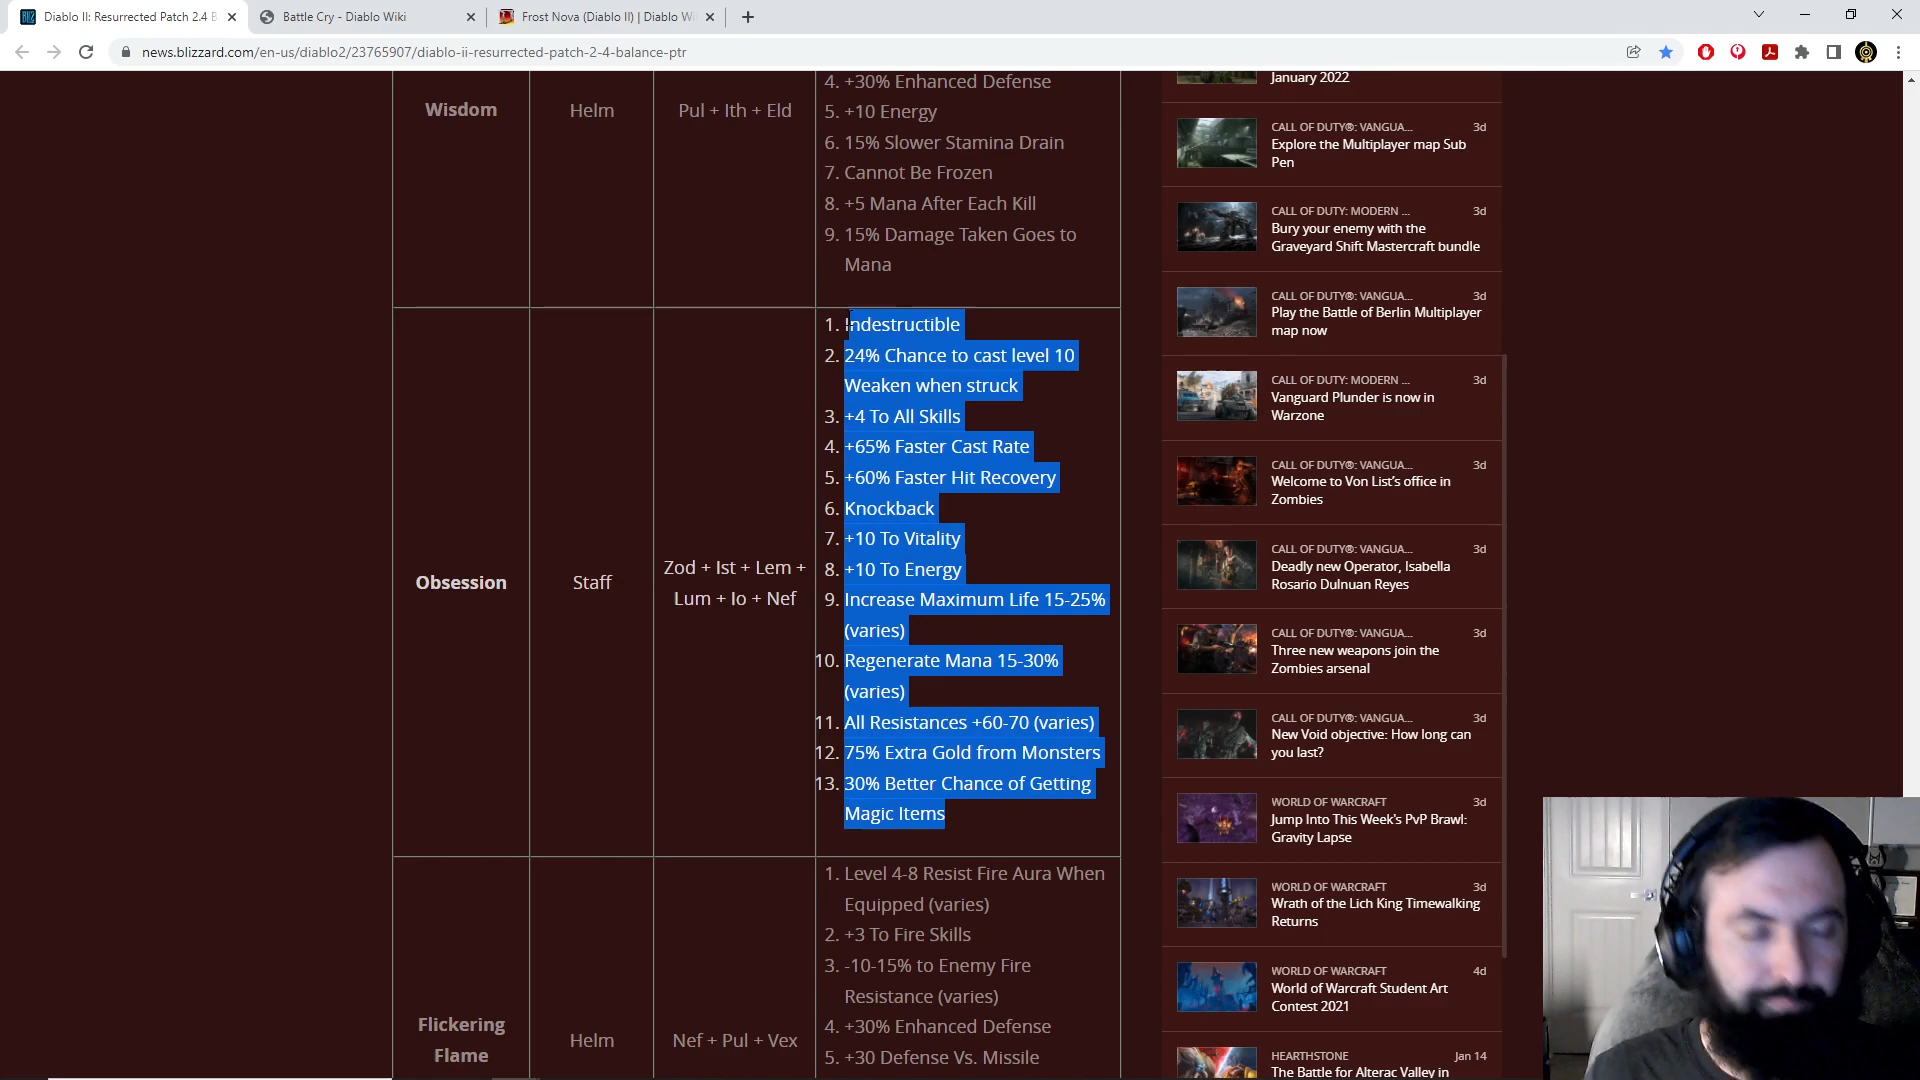 Diablo II: Resurrected Patch 2.4 B
Battle Cry - Diablo Wiki
Frost Nova (Diablo II) | Diablo Wi
news.blizzard.com/en-us/diablo2/23765907/diablo-ii-resurrected-patch-2-4-balance-ptr
Wisdom
Helm
Pul + Ith + Eld
4. +30% Enhanced Defense
5. +10 Energy
6. 15% Slower Stamina Drain
7. Cannot Be Frozen
8. +5 Mana After Each Kill
9. 15% Damage Taken Goes to
Mana
Obsession
Staff
Zod + Ist + Lem +
Lum + Io + Nef
1. Indestructible
2. 24% Chance to cast level 10
Weaken when struck
3. +4 To All Skills
4. +65% Faster Cast Rate
5. +60% Faster Hit Recovery
6. Knockback
7. +10 To Vitality
8. +10 To Energy
9. Increase Maximum Life 15-25%
(varies)
10. Regenerate Mana 15-30%
(varies)
11. All Resistances +60-70 (varies)
12. 75% Extra Gold from Monsters
13. 30% Better Chance of Getting
Magic Items
Flickering
Flame
Helm
Nef + Pul + Vex
1. Level 4-8 Resist Fire Aura When
Equipped (varies)
2. +3 To Fire Skills
3. -10-15% to Enemy Fire
Resistance (varies)
4. +30% Enhanced Defense
5. +30 Defense Vs. Missile
January 2022
CALL OF DUTY®: VANGUA... 3d
Explore the Multiplayer map Sub
Pen
CALL OF DUTY: MODERN ... 3d
Bury your enemy with the
Graveyard Shift Mastercraft bundle
CALL OF DUTY®: VANGUA... 3d
Play the Battle of Berlin Multiplayer
map now
CALL OF DUTY: MODERN ... 3d
Vanguard Plunder is now in
Warzone
CALL OF DUTY®: VANGUA... 3d
Welcome to Von List's office in
Zombies
CALL OF DUTY®: VANGUA... 3d
Deadly new Operator, Isabella
Rosario Dulnuan Reyes
CALL OF DUTY®: VANGUA... 3d
Three new weapons join the
Zombies arsenal
CALL OF DUTY®: VANGUA... 3d
New Void objective: How long can
you last?
WORLD OF WARCRAFT 3d
Jump Into This Week's PvP Brawl:
Gravity Lapse
WORLD OF WARCRAFT 3d
Wrath of the Lich King Timewalking
Returns
WORLD OF WARCRAFT 4d
World of Warcraft Student Art
Contest 2021
HEARTHSTONE Jan 14
The Battle for Alterac Valley in